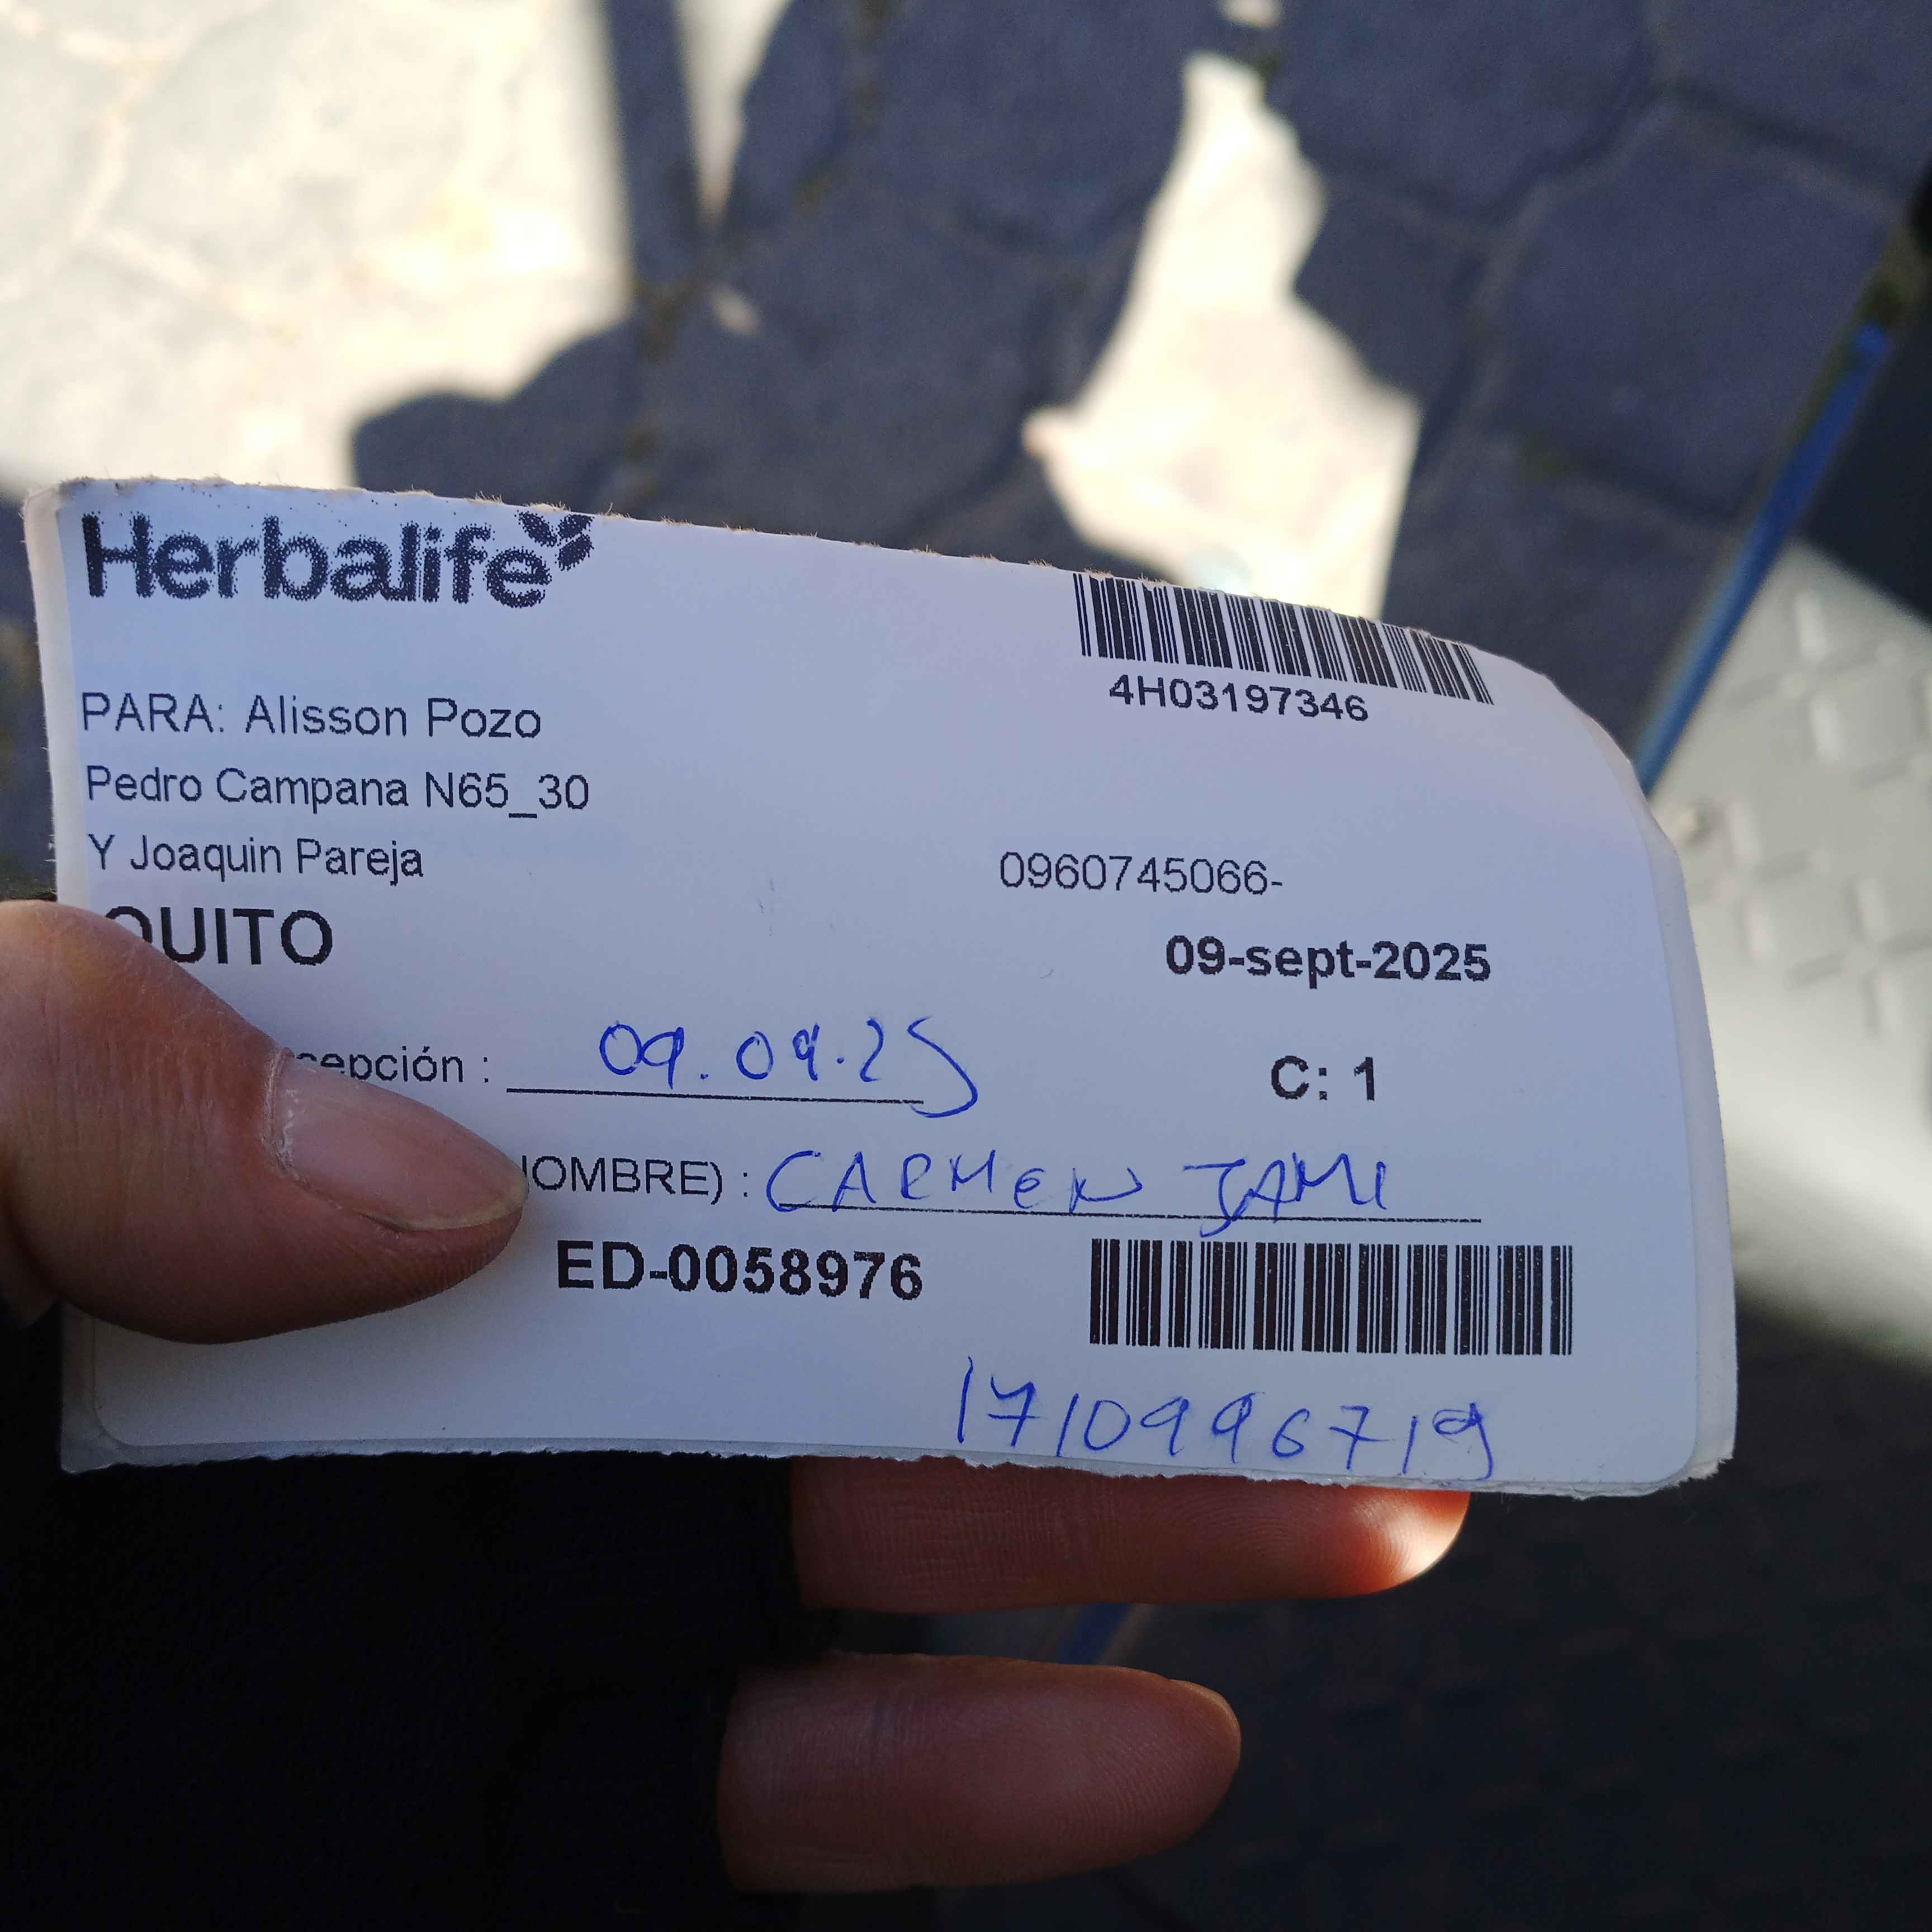 Herbalife
4H03197346
PARA: Alisson Pozo
Pedro Campana N65_30
Y Joaquin Pareja
0960745066-
QUITO
09-sept-2025
cepción : 09.09.25
C: 1
OMBRE) : CARMEN JAMI
ED-0058976
1710996719